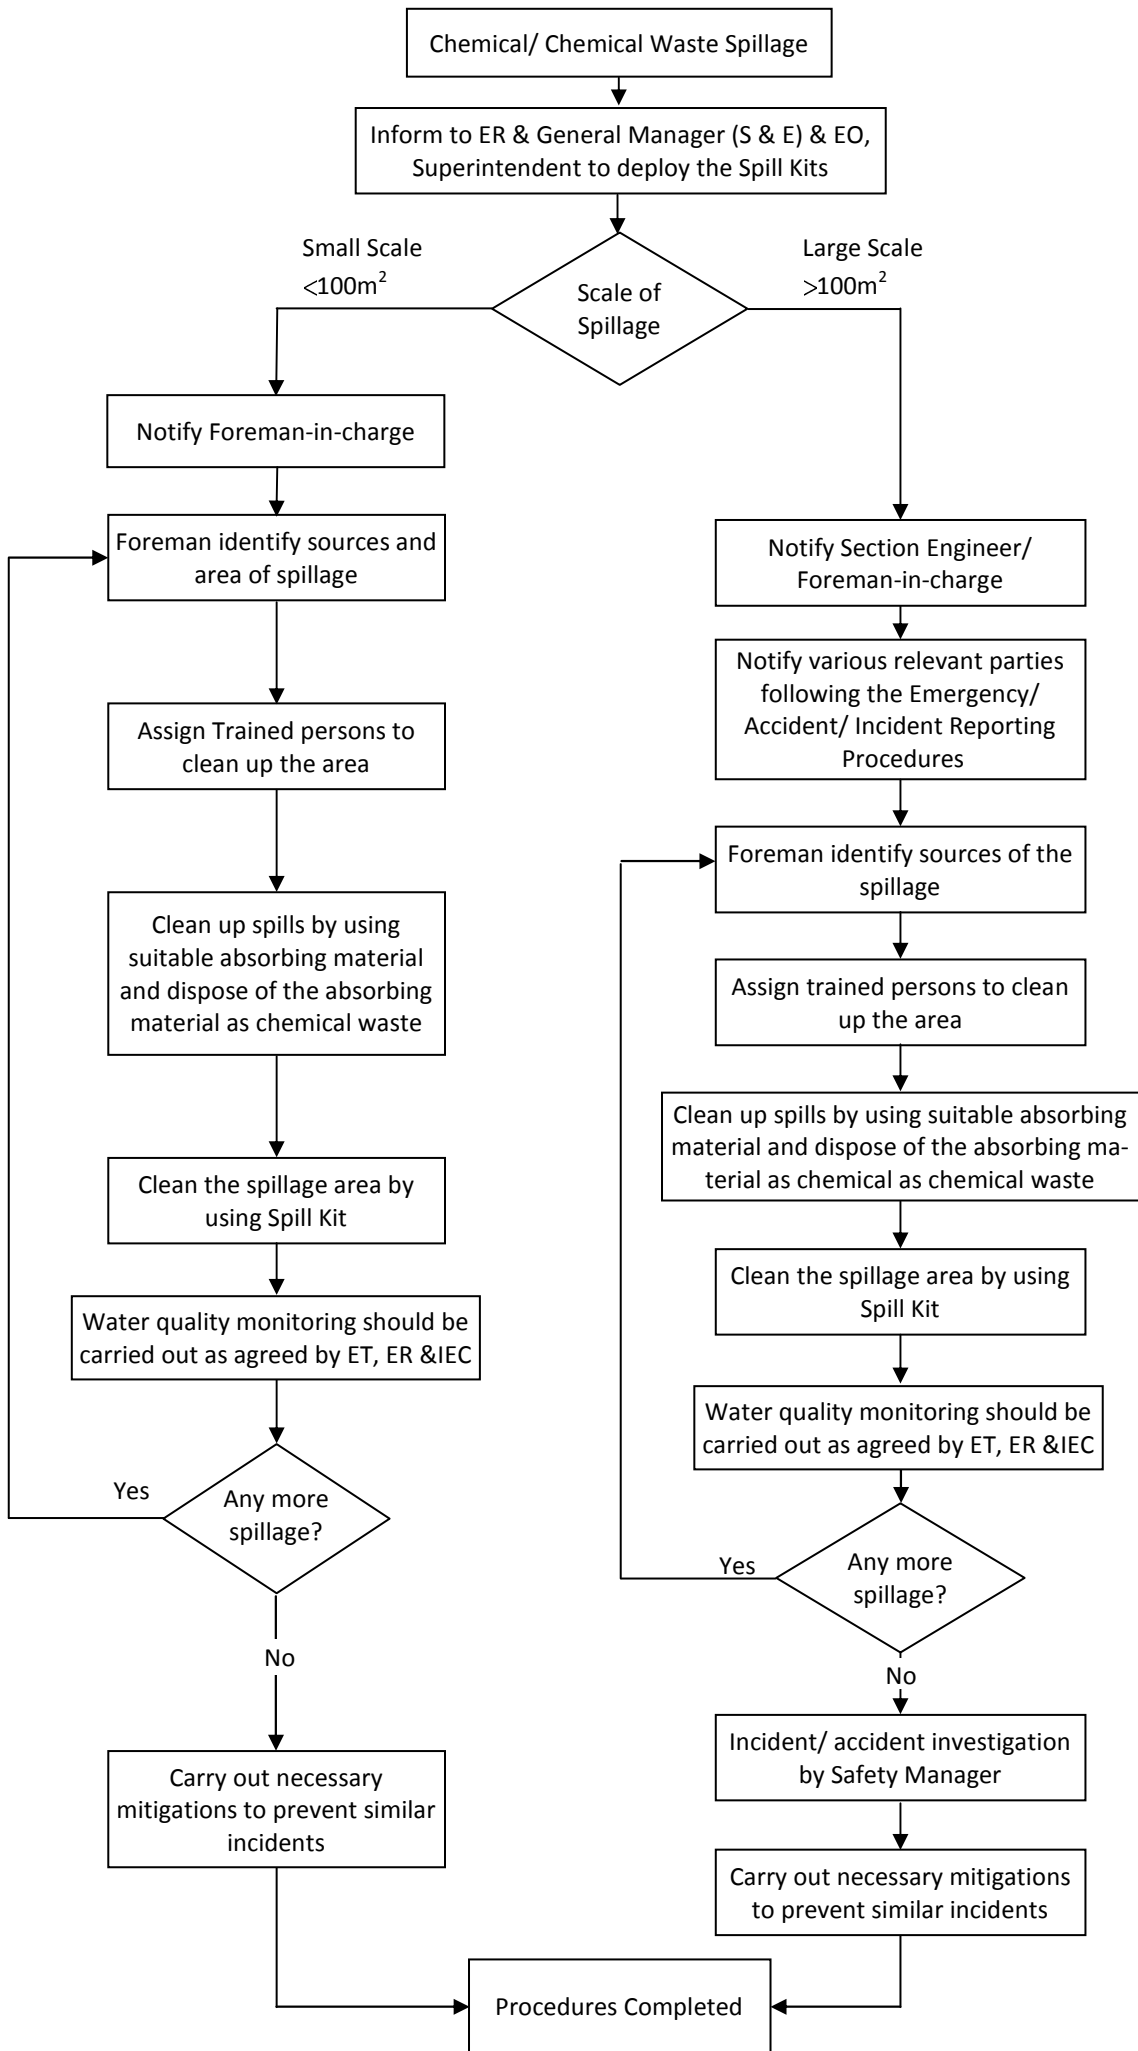 Chemical/ Chemical Waste Spillage
Inform to ER & General Manager (S & E) & EO,
Superintendent to deploy the Spill Kits
Small Scale
<100m²
Large Scale
>100m²
Scale of
Spillage
Notify Foreman-in-charge
Foreman identify sources and
area of spillage
Assign Trained persons to
clean up the area
Clean up spills by using
suitable absorbing material
and dispose of the absorbing
material as chemical waste
Clean the spillage area by
using Spill Kit
Water quality monitoring should be
carried out as agreed by ET, ER &IEC
Yes
Any more
spillage?
No
Carry out necessary
mitigations to prevent similar
incidents
Notify Section Engineer/
Foreman-in-charge
Notify various relevant parties
following the Emergency/
Accident/ Incident Reporting
Procedures
Foreman identify sources of the
spillage
Assign trained persons to clean
up the area
Clean up spills by using suitable absorbing
material and dispose of the absorbing ma-
terial as chemical as chemical waste
Clean the spillage area by using
Spill Kit
Water quality monitoring should be
carried out as agreed by ET, ER &IEC
Yes
Any more
spillage?
No
Incident/ accident investigation
by Safety Manager
Carry out necessary mitigations
to prevent similar incidents
Procedures Completed